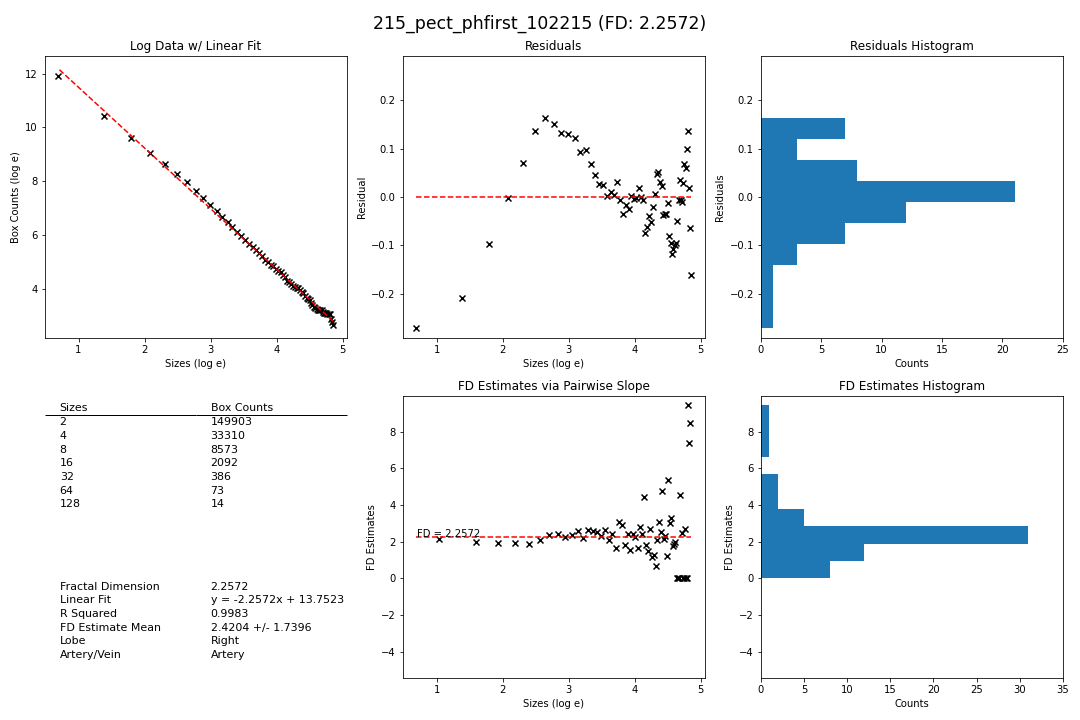 215_pect_phfirst_102215 (FD: 2.2572)
Log Data w/ Linear Fit
Box Counts (log e)
12
10
8
6
4
1 2 3 4 5
Sizes (log e)
Residuals
Residual
0.2
0.1
0.0
−0.1
−0.2
1 2 3 4 5
Sizes (log e)
Residuals Histogram
Residuals
0.2
0.1
0.0
−0.1
−0.2
0 5 10 15 20 25
Counts
Sizes Box Counts
2 149903
4 33310
8 8573
16 2092
32 386
64 73
128 14
Fractal Dimension 2.2572
Linear Fit y = -2.2572x + 13.7523
R Squared 0.9983
FD Estimate Mean 2.4204 +/- 1.7396
Lobe Right
Artery/Vein Artery
FD Estimates via Pairwise Slope
FD Estimates
8
6
4
2
0
−2
−4
FD = 2.2572
1 2 3 4 5
Sizes (log e)
FD Estimates Histogram
FD Estimates
8
6
4
2
0
−2
−4
0 5 10 15 20 25 30 35
Counts